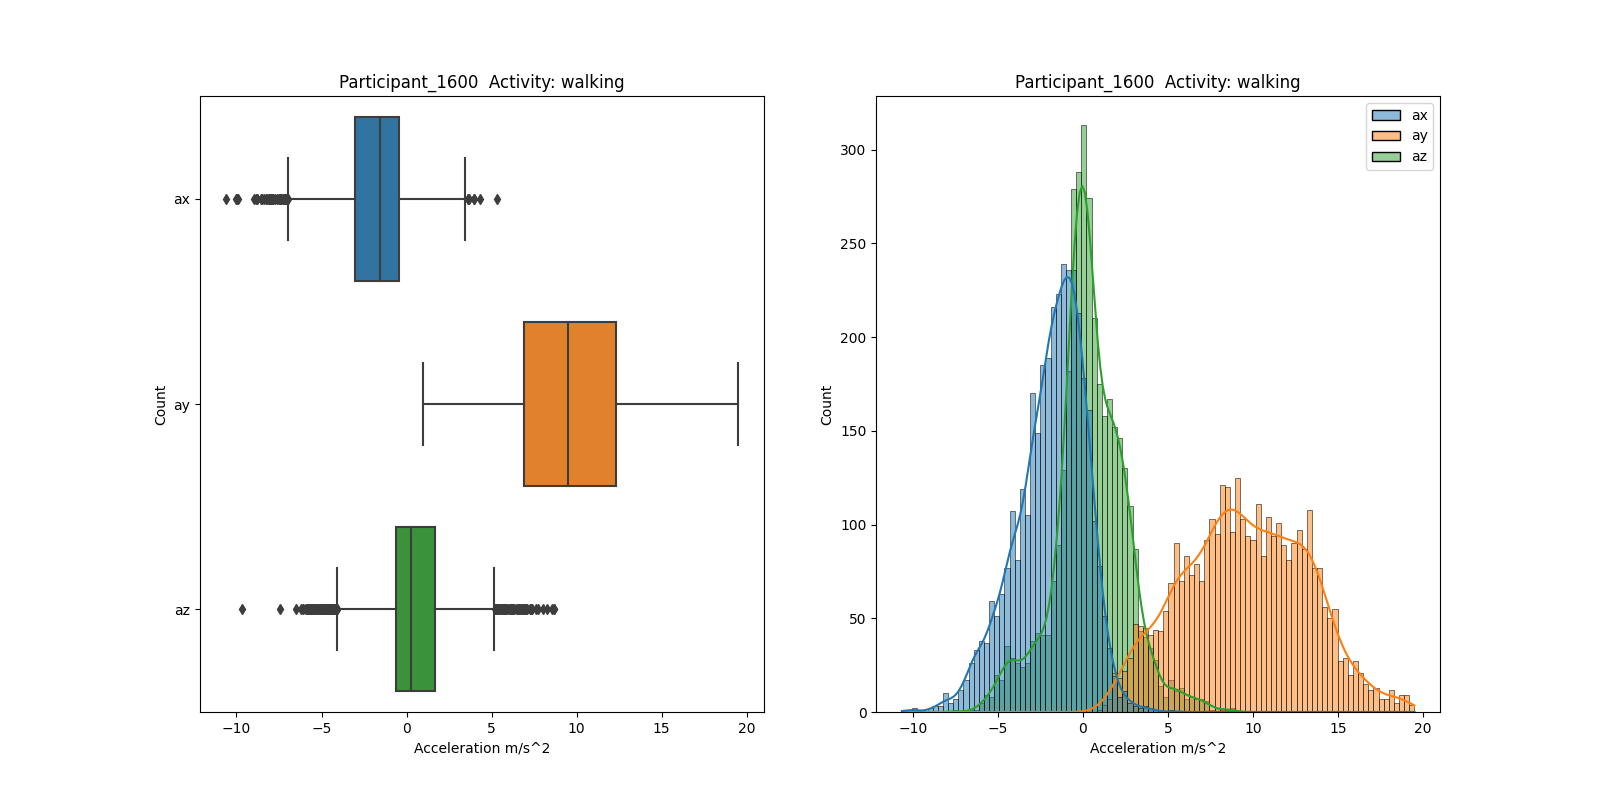 Participant_1600  Activity: walking
ax
ay
az
Count
−10 −5 0 5 10 15 20
Acceleration m/s^2
Participant_1600  Activity: walking
ax
ay
az
300
250
200
150
100
50
0
Count
−10 −5 0 5 10 15 20
Acceleration m/s^2